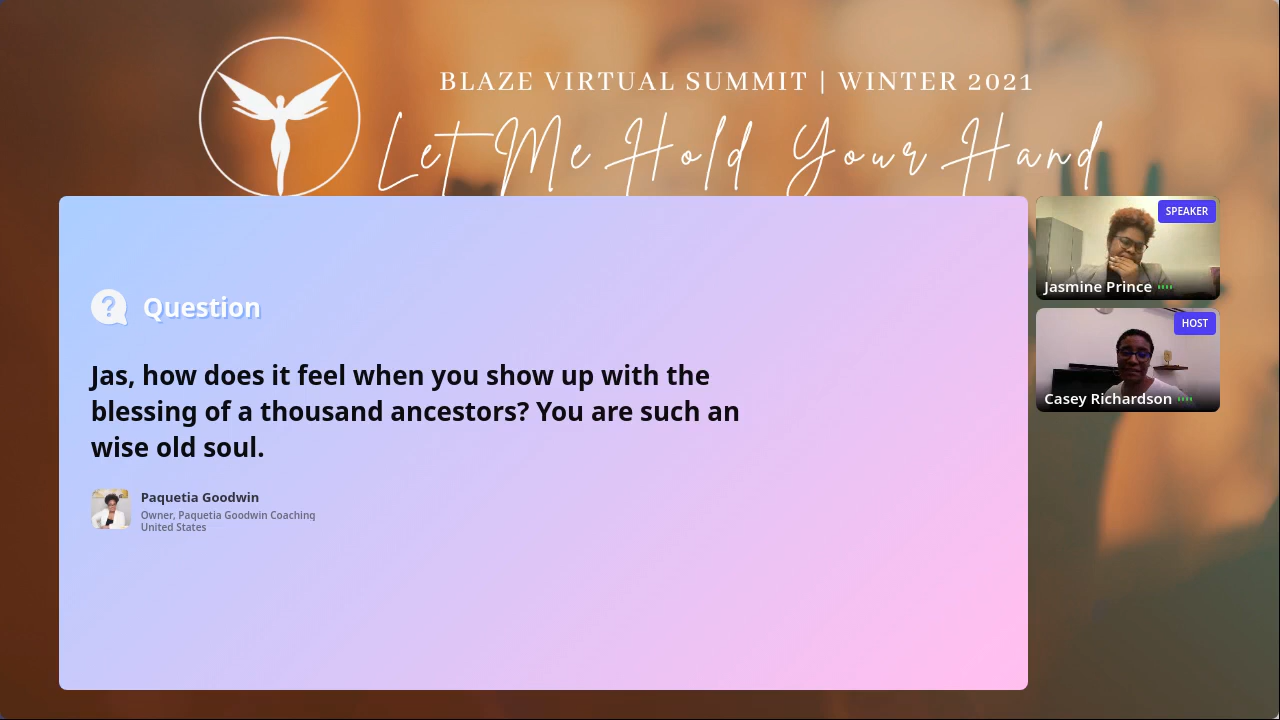 BLAZE VIRTUAL SUMMIT | WINTER 2021
Let Me Hold Your Hand
Question
Jas, how does it feel when you show up with the
blessing of a thousand ancestors? You are such an
wise old soul.
Paquetia Goodwin
Owner, Paquetia Goodwin Coaching
United States
SPEAKER
Jasmine Prince
HOST
Casey Richardson